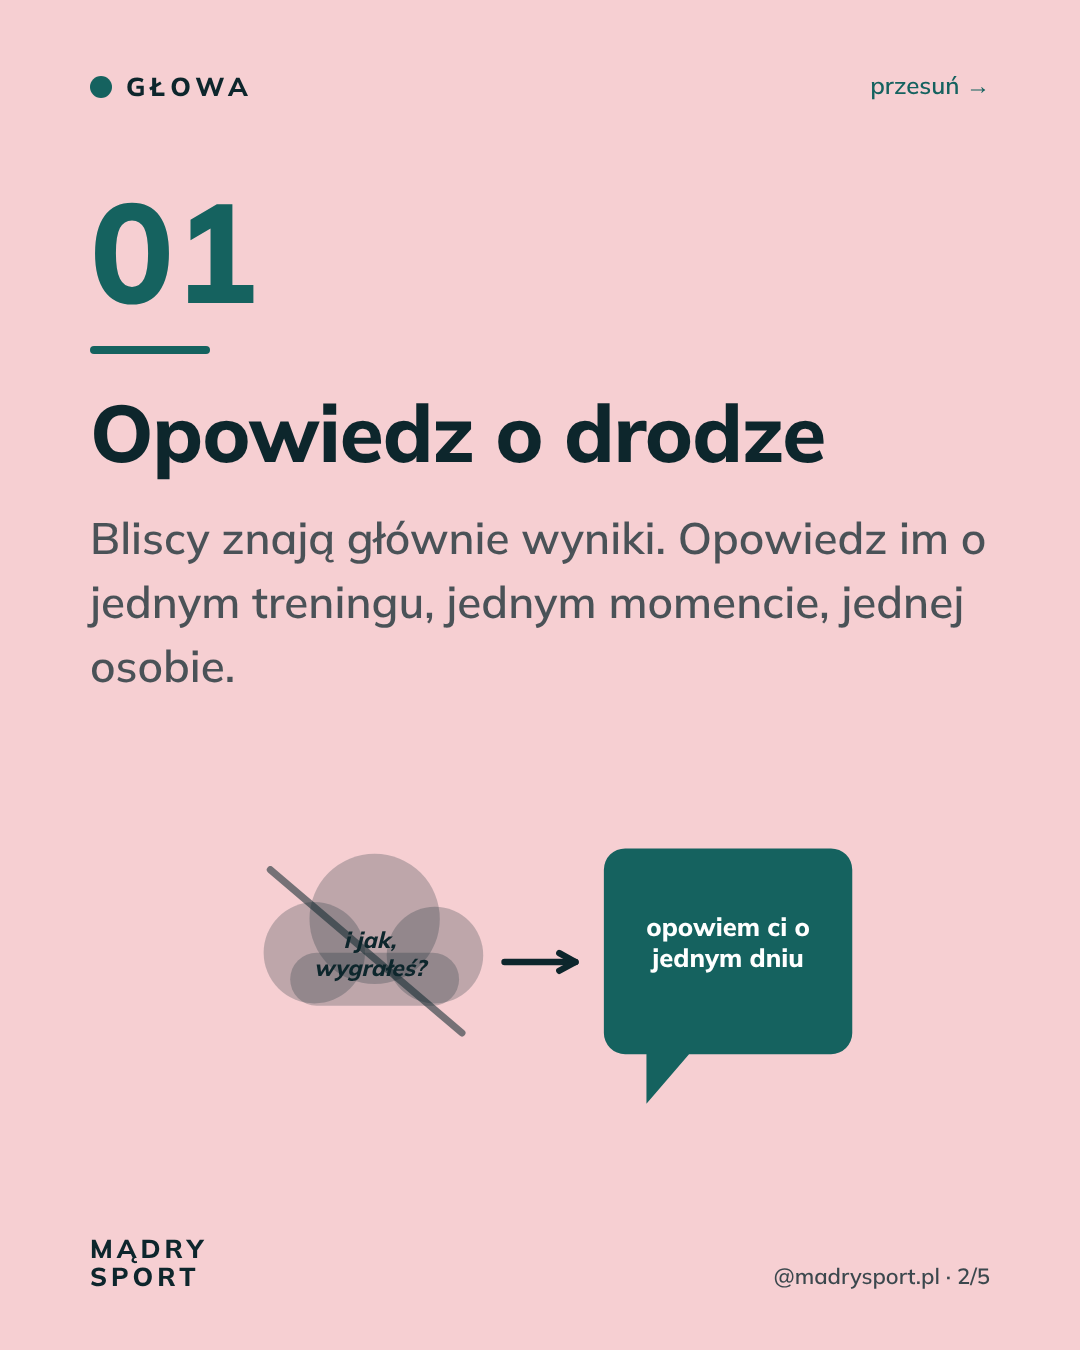 GŁOWA
przesuń →
01
Opowiedz o drodze
Bliscy znają głównie wyniki. Opowiedz im o
jednym treningu, jednym momencie, jednej
osobie.
i jak,
wygrałeś?
opowiem ci o
jednym dniu
MĄDRY
SPORT
@madrysport.pl · 2/5